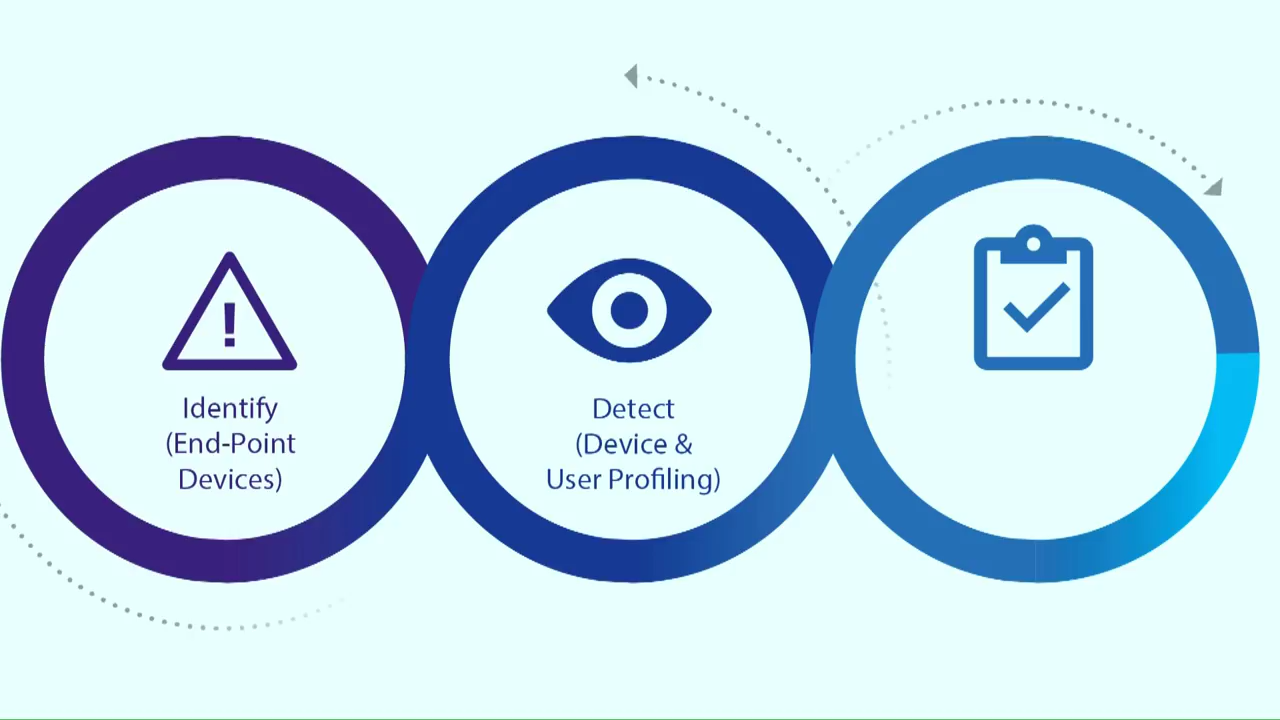 Identify
(End-Point
Devices)
Detect
(Device &
User Profiling)